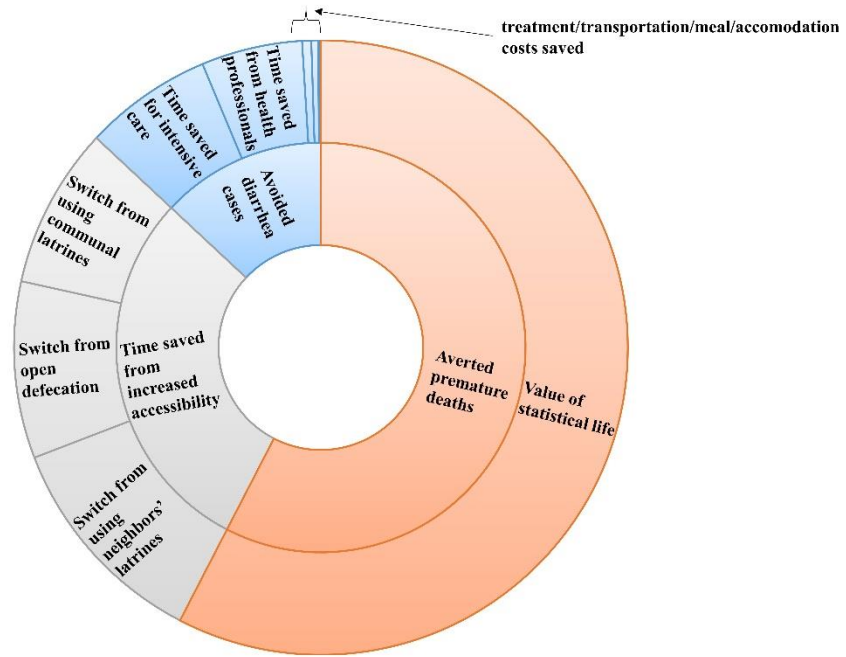 treatment/transportation/meal/accomodation
costs saved
Time saved
from health
professionals
Time saved
for intensive
care
Avoided
diarrhea
cases
Switch from
using
communal
latrines
Switch from
open
defecation
Time saved
from
increased
accessibility
Switch from
using
neighbors’
latrines
Averted
premature
deaths
Value of
statistical life